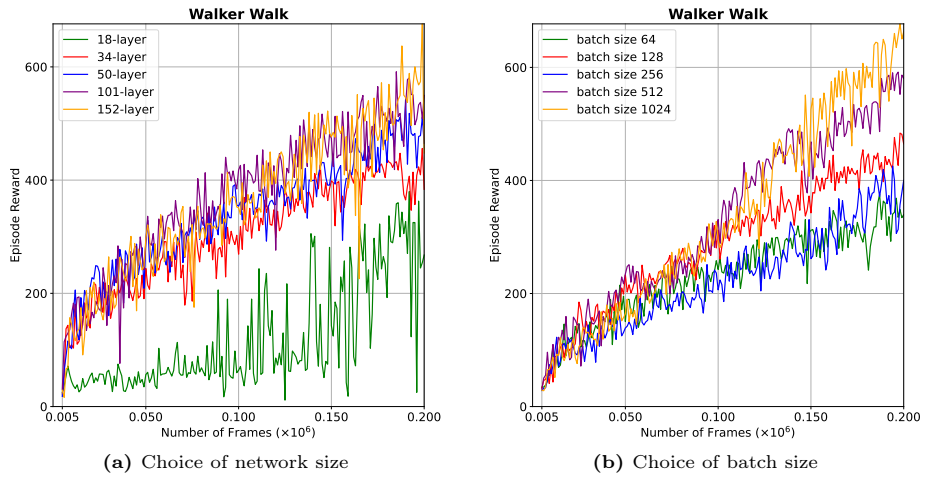 Walker Walk
18-layer
34-layer
50-layer
101-layer
152-layer
600
400
200
0
Episode Reward
0.005 0.050 0.100 0.150 0.200
Number of Frames (×10⁶)
(a) Choice of network size
Walker Walk
batch size 64
batch size 128
batch size 256
batch size 512
batch size 1024
600
400
200
0
Episode Reward
0.005 0.050 0.100 0.150 0.200
Number of Frames (×10⁶)
(b) Choice of batch size